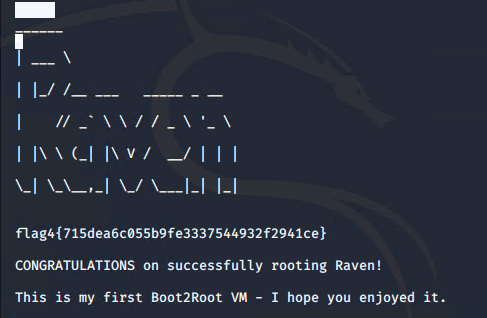 ______
| ___ \
| |_/ /__ ___   _____ _ __
|    // _` \ \ / / _ \ '_ \
| |\ \ (_| |\ V /  __/ | | |
\_| \_\__,_| \_/ \___|_| |_|
flag4{715dea6c055b9fe3337544932f2941ce}
CONGRATULATIONS on successfully rooting Raven!
This is my first Boot2Root VM - I hope you enjoyed it.